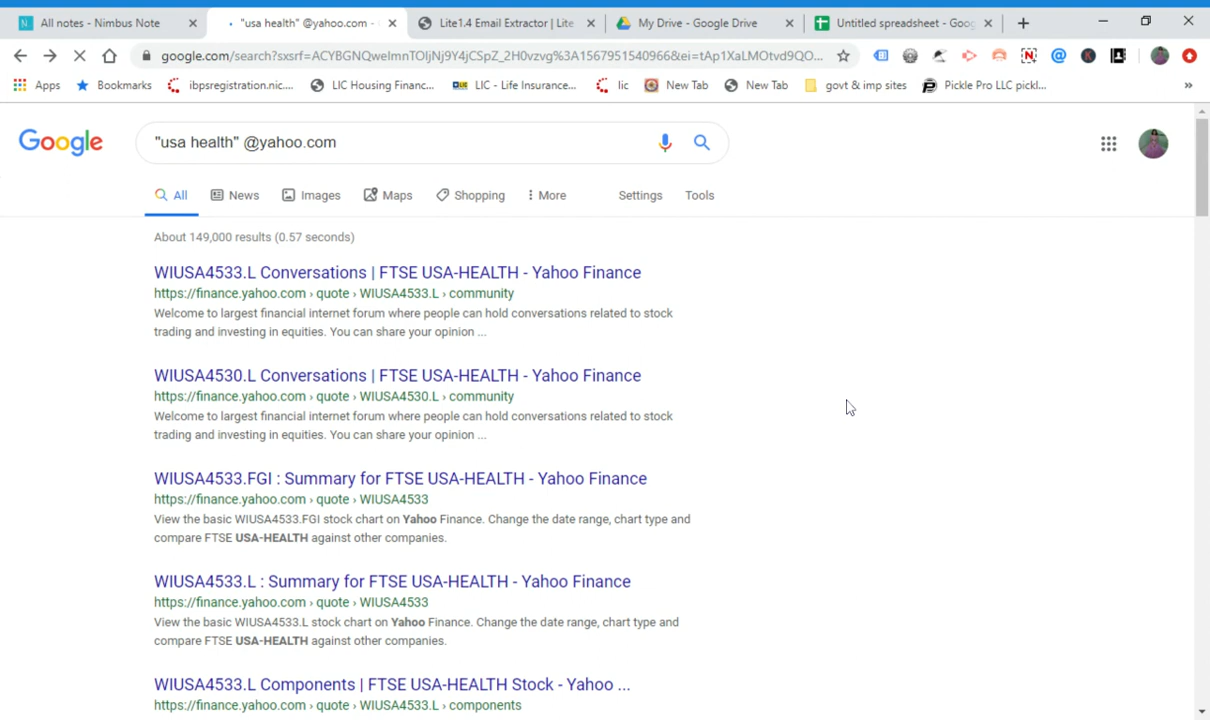 All notes - Nimbus Note
"usa health" @yahoo.com -
Lite1.4 Email Extractor | Lite
My Drive - Google Drive
Untitled spreadsheet - Goog
google.com/search?sxsrf=ACYBGNQwelmnTOljNj9Y4jCSpZ_2H0vzvg%3A1567951540966&ei=tAp1XaLMOtvd9QO...
Apps
Bookmarks
ibpsregistration.nic....
LIC Housing Financ...
LIC - Life Insurance...
lic
New Tab
New Tab
govt & imp sites
Pickle Pro LLC pickl...
»
Google
"usa health" @yahoo.com
All
News
Images
Maps
Shopping
More
Settings
Tools
About 149,000 results (0.57 seconds)
WIUSA4533.L Conversations | FTSE USA-HEALTH - Yahoo Finance
https://finance.yahoo.com › quote › WIUSA4533.L › community
Welcome to largest financial internet forum where people can hold conversations related to stock
trading and investing in equities. You can share your opinion ...
WIUSA4530.L Conversations | FTSE USA-HEALTH - Yahoo Finance
https://finance.yahoo.com › quote › WIUSA4530.L › community
Welcome to largest financial internet forum where people can hold conversations related to stock
trading and investing in equities. You can share your opinion ...
WIUSA4533.FGI : Summary for FTSE USA-HEALTH - Yahoo Finance
https://finance.yahoo.com › quote › WIUSA4533
View the basic WIUSA4533.FGI stock chart on Yahoo Finance. Change the date range, chart type and
compare FTSE USA-HEALTH against other companies.
WIUSA4533.L : Summary for FTSE USA-HEALTH - Yahoo Finance
https://finance.yahoo.com › quote › WIUSA4533
View the basic WIUSA4533.L stock chart on Yahoo Finance. Change the date range, chart type and
compare FTSE USA-HEALTH against other companies.
WIUSA4533.L Components | FTSE USA-HEALTH Stock - Yahoo ...
https://finance.yahoo.com › quote › WIUSA4533.L › components